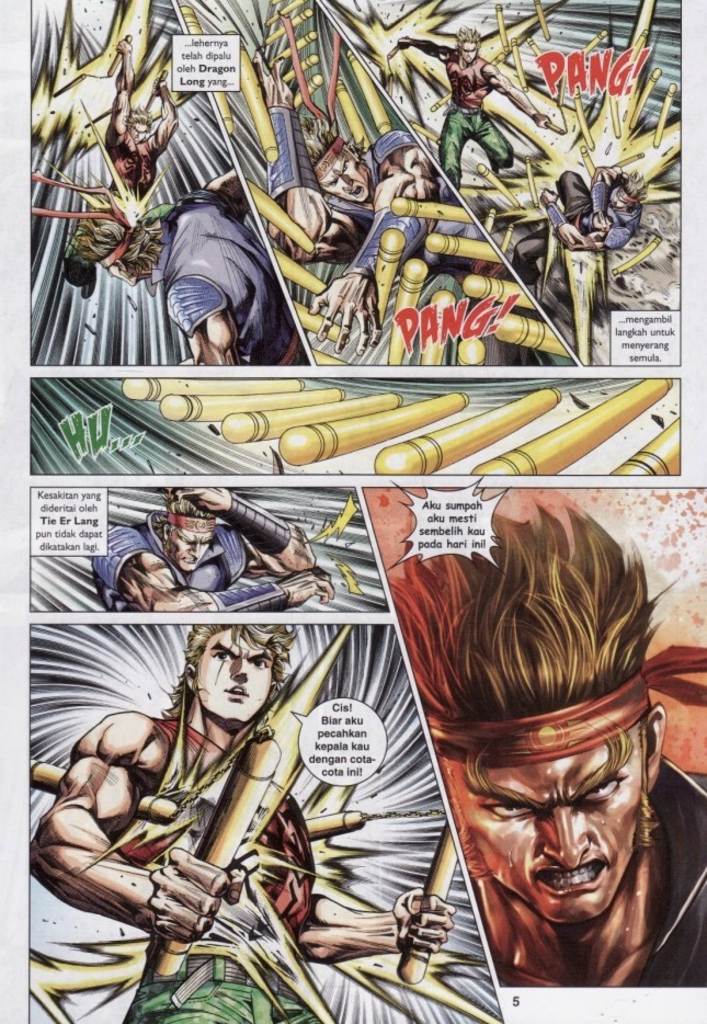 ...lehernya
telah dipalu
oleh Dragon
Long yang...
PANG!
PANG!
...mengambil
langkah untuk
menyerang
semula.
HU...
Kesakitan yang
dideritai oleh
Tie Er Lang
pun tidak dapat
dikatakan lagi.
Aku sumpah
aku mesti
sembelih kau
pada hari ini!
Cis!
Biar aku
pecahkan
kepala kau
dengan cota-
cota ini!
5